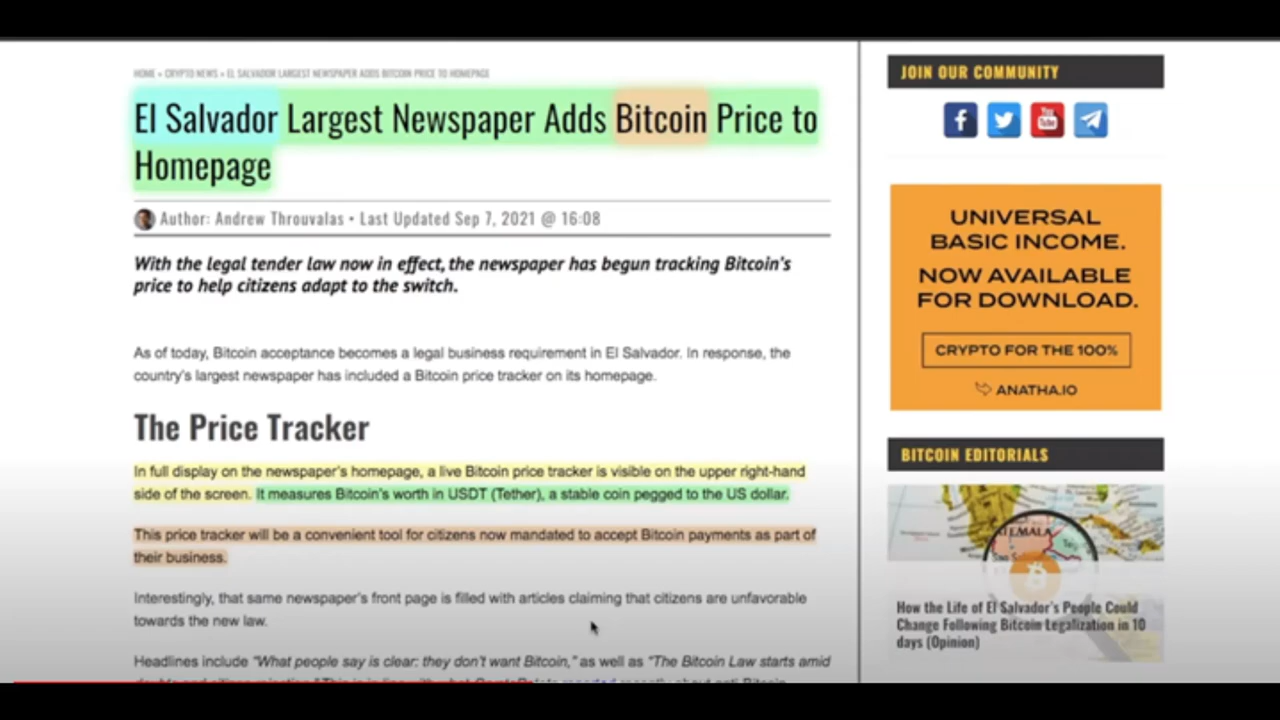 HOME » CRYPTO NEWS » EL SALVADOR LARGEST NEWSPAPER ADDS BITCOIN PRICE TO HOMEPAGE
El Salvador Largest Newspaper Adds Bitcoin Price to
Homepage
Author: Andrew Throuvalas • Last Updated Sep 7, 2021 @ 16:08
With the legal tender law now in effect, the newspaper has begun tracking Bitcoin's
price to help citizens adapt to the switch.
As of today, Bitcoin acceptance becomes a legal business requirement in El Salvador. In response, the
country's largest newspaper has included a Bitcoin price tracker on its homepage.
The Price Tracker
In full display on the newspaper's homepage, a live Bitcoin price tracker is visible on the upper right-hand
side of the screen. It measures Bitcoin's worth in USDT (Tether), a stable coin pegged to the US dollar.
This price tracker will be a convenient tool for citizens now mandated to accept Bitcoin payments as part of
their business.
Interestingly, that same newspaper's front page is filled with articles claiming that citizens are unfavorable
towards the new law.
Headlines include "What people say is clear: they don't want Bitcoin," as well as "The Bitcoin Law starts amid
JOIN OUR COMMUNITY
You
Tube
UNIVERSAL
BASIC INCOME.
NOW AVAILABLE
FOR DOWNLOAD.
CRYPTO FOR THE 100%
ANATHA.IO
BITCOIN EDITORIALS
How the Life of El Salvador's People Could
Change Following Bitcoin Legalization in 10
days (Opinion)